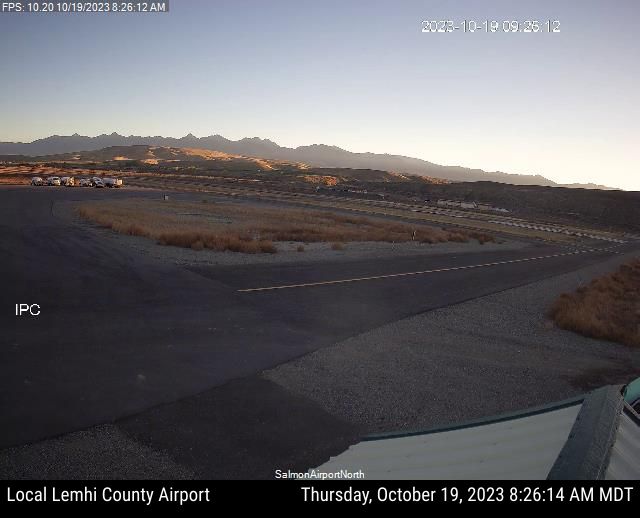 FPS: 10.20 10/19/2023 8:26:12 AM
2023-10-19 09:26:12
IPC
SalmonAirportNorth
Local Lemhi County Airport Thursday, October 19, 2023 8:26:14 AM MDT